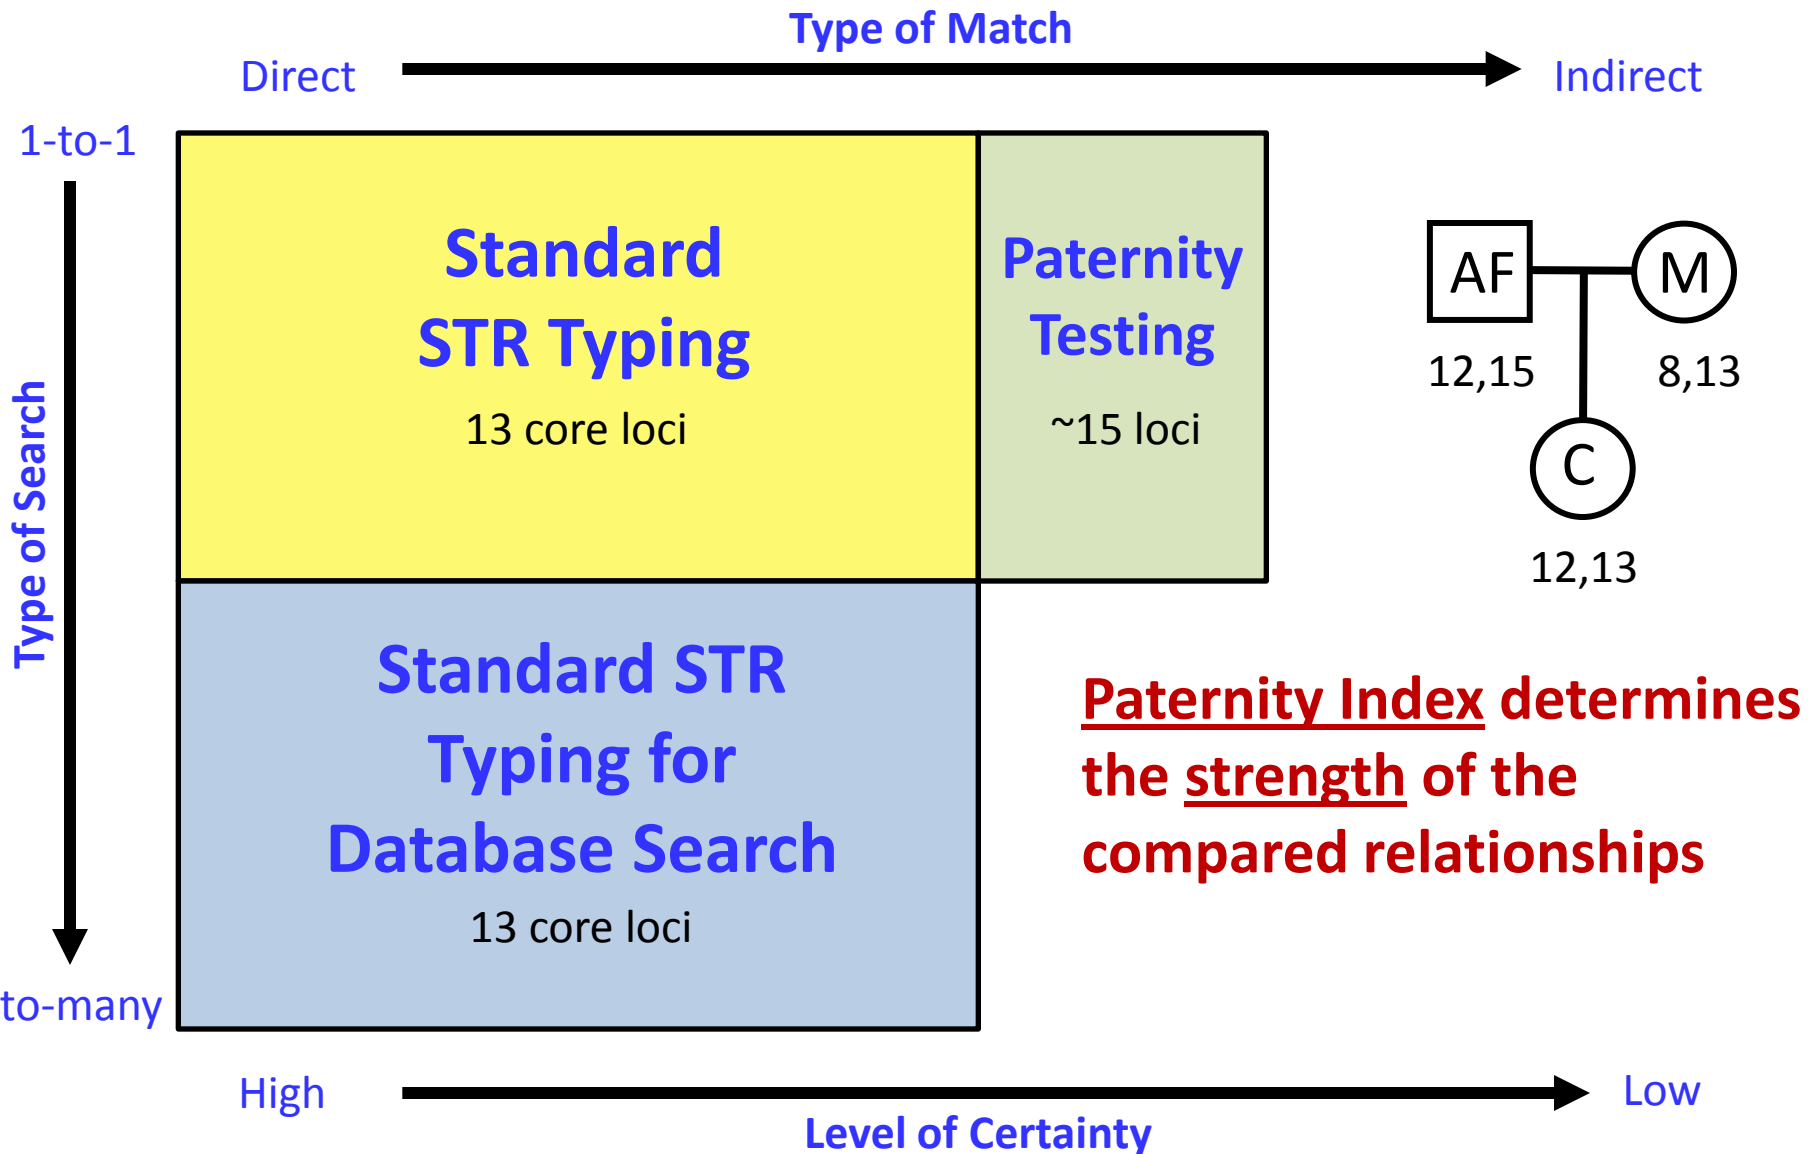 Type of Match
Direct
Indirect
1-to-1
Type of Search
to-many
Standard
STR Typing
13 core loci
Paternity
Testing
~15 loci
AF
M
12,15
8,13
C
12,13
Standard STR
Typing for
Database Search
13 core loci
Paternity Index determines
the strength of the
compared relationships
High
Low
Level of Certainty